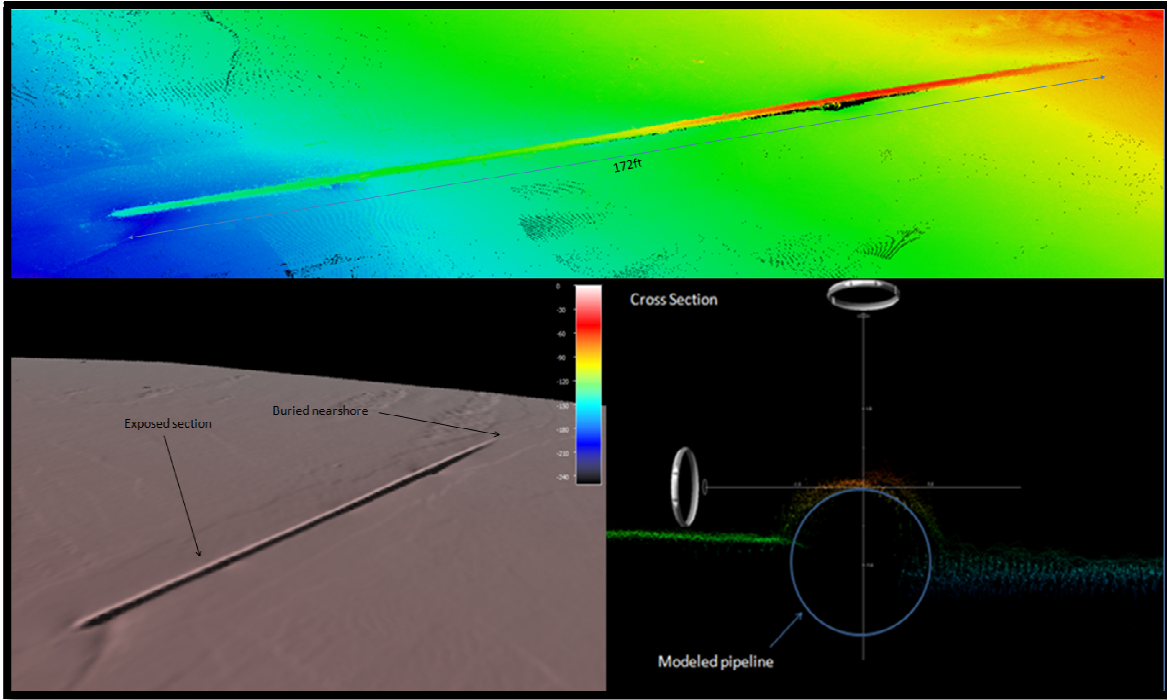 172ft
0
-30
-60
-90
-120
-150
-180
-210
-240
Cross Section
Buried nearshore
Exposed section
Modeled pipeline